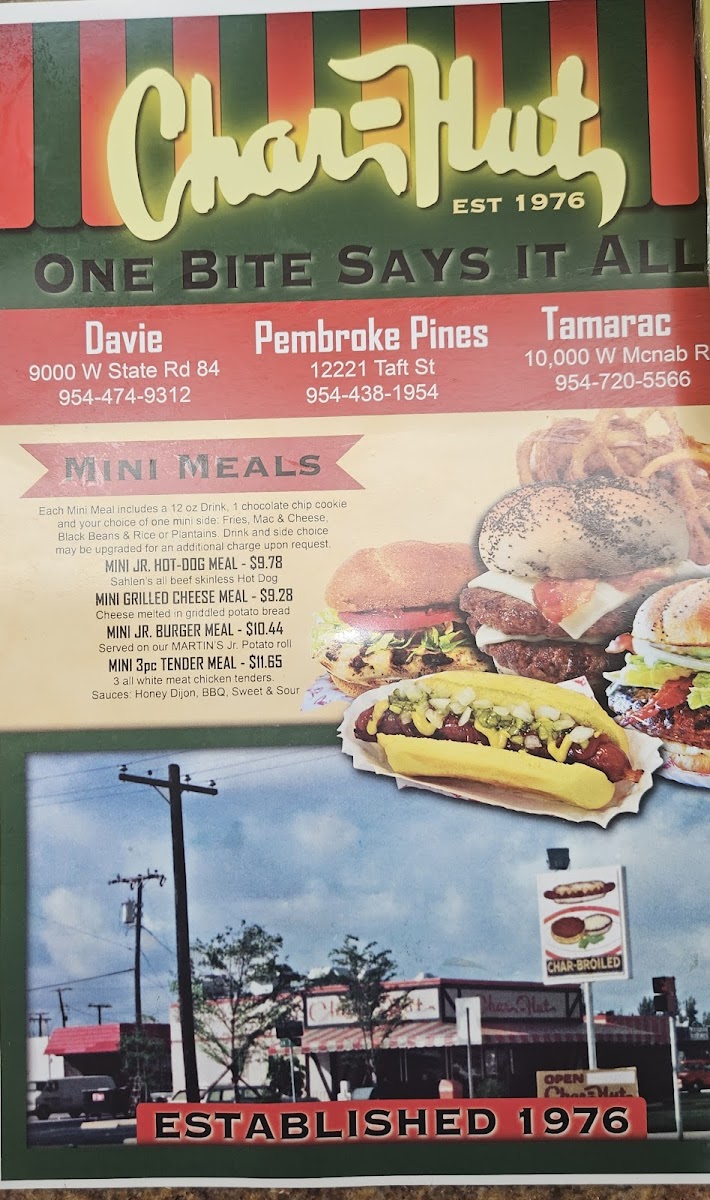 Char-Hut
EST 1976
ONE BITE SAYS IT ALL
Davie
9000 W State Rd 84
954-474-9312
Pembroke Pines
12221 Taft St
954-438-1954
Tamarac
10,000 W Mcnab R
954-720-5566
MINI MEALS
Each Mini Meal includes a 12 oz Drink, 1 chocolate chip cookie
and your choice of one mini side: Fries, Mac & Cheese,
Black Beans & Rice or Plantains. Drink and side choice
may be upgraded for an additional charge upon request.
MINI JR. HOT-DOG MEAL - $9.78
Sahlen's all beef skinless Hot Dog
MINI GRILLED CHEESE MEAL - $9.28
Cheese melted in griddled potato bread
MINI JR. BURGER MEAL - $10.44
Served on our MARTIN'S Jr. Potato roll
MINI 3pc TENDER MEAL - $11.65
3 all white meat chicken tenders.
Sauces: Honey Dijon, BBQ, Sweet & Sour
CHAR-BROILED
Char-Hut
Char-Hut
OPEN
Char-Hut
ESTABLISHED 1976